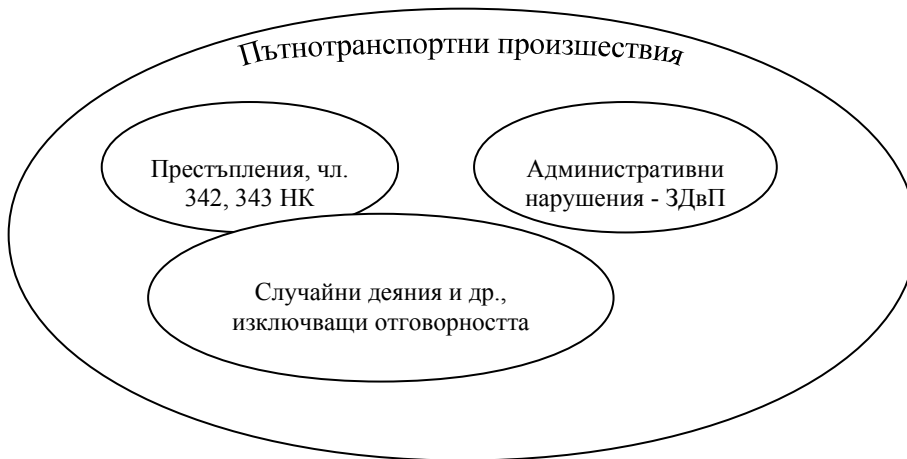 Пътнотранспортни произшествия
Престъпления, чл.
342, 343 НК
Административни
нарушения - ЗДвП
Случайни деяния и др.,
изключващи отговорността